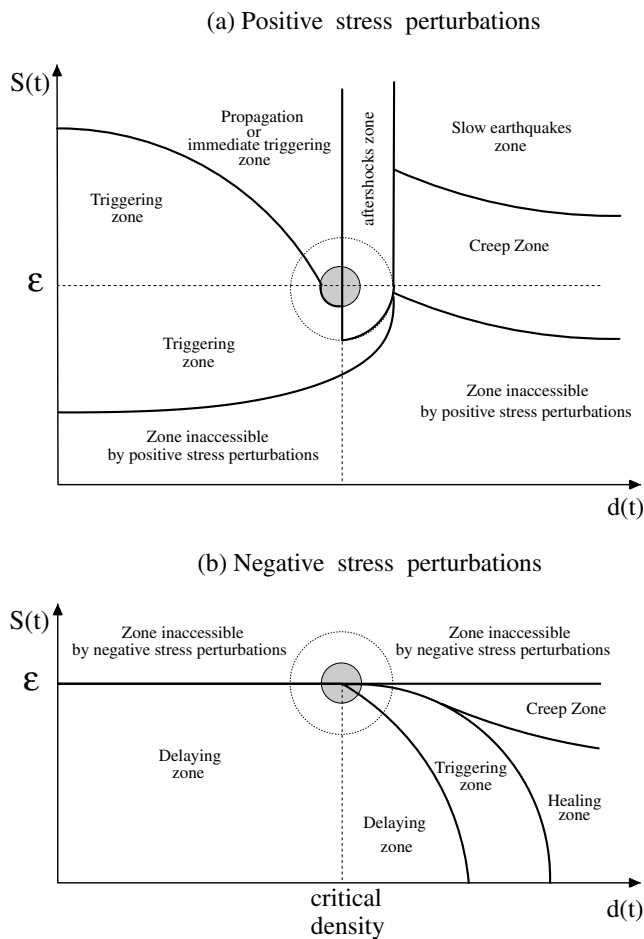 (a) Positive stress perturbations
S(t)
Propagation
or
immediate triggering
zone
aftershocks zone
Slow earthquakes
zone
Triggering
zone
Creep Zone
ε
Triggering
zone
Zone inaccessible
by positive stress perturbations
Zone inaccessible
by positive stress perturbations
d(t)
(b) Negative stress perturbations
S(t)
Zone inaccessible
by negative stress perturbations
Zone inaccessible
by negative stress perturbations
ε
Creep Zone
Delaying
zone
Triggering
zone
Healing
zone
Delaying
zone
critical
density
d(t)